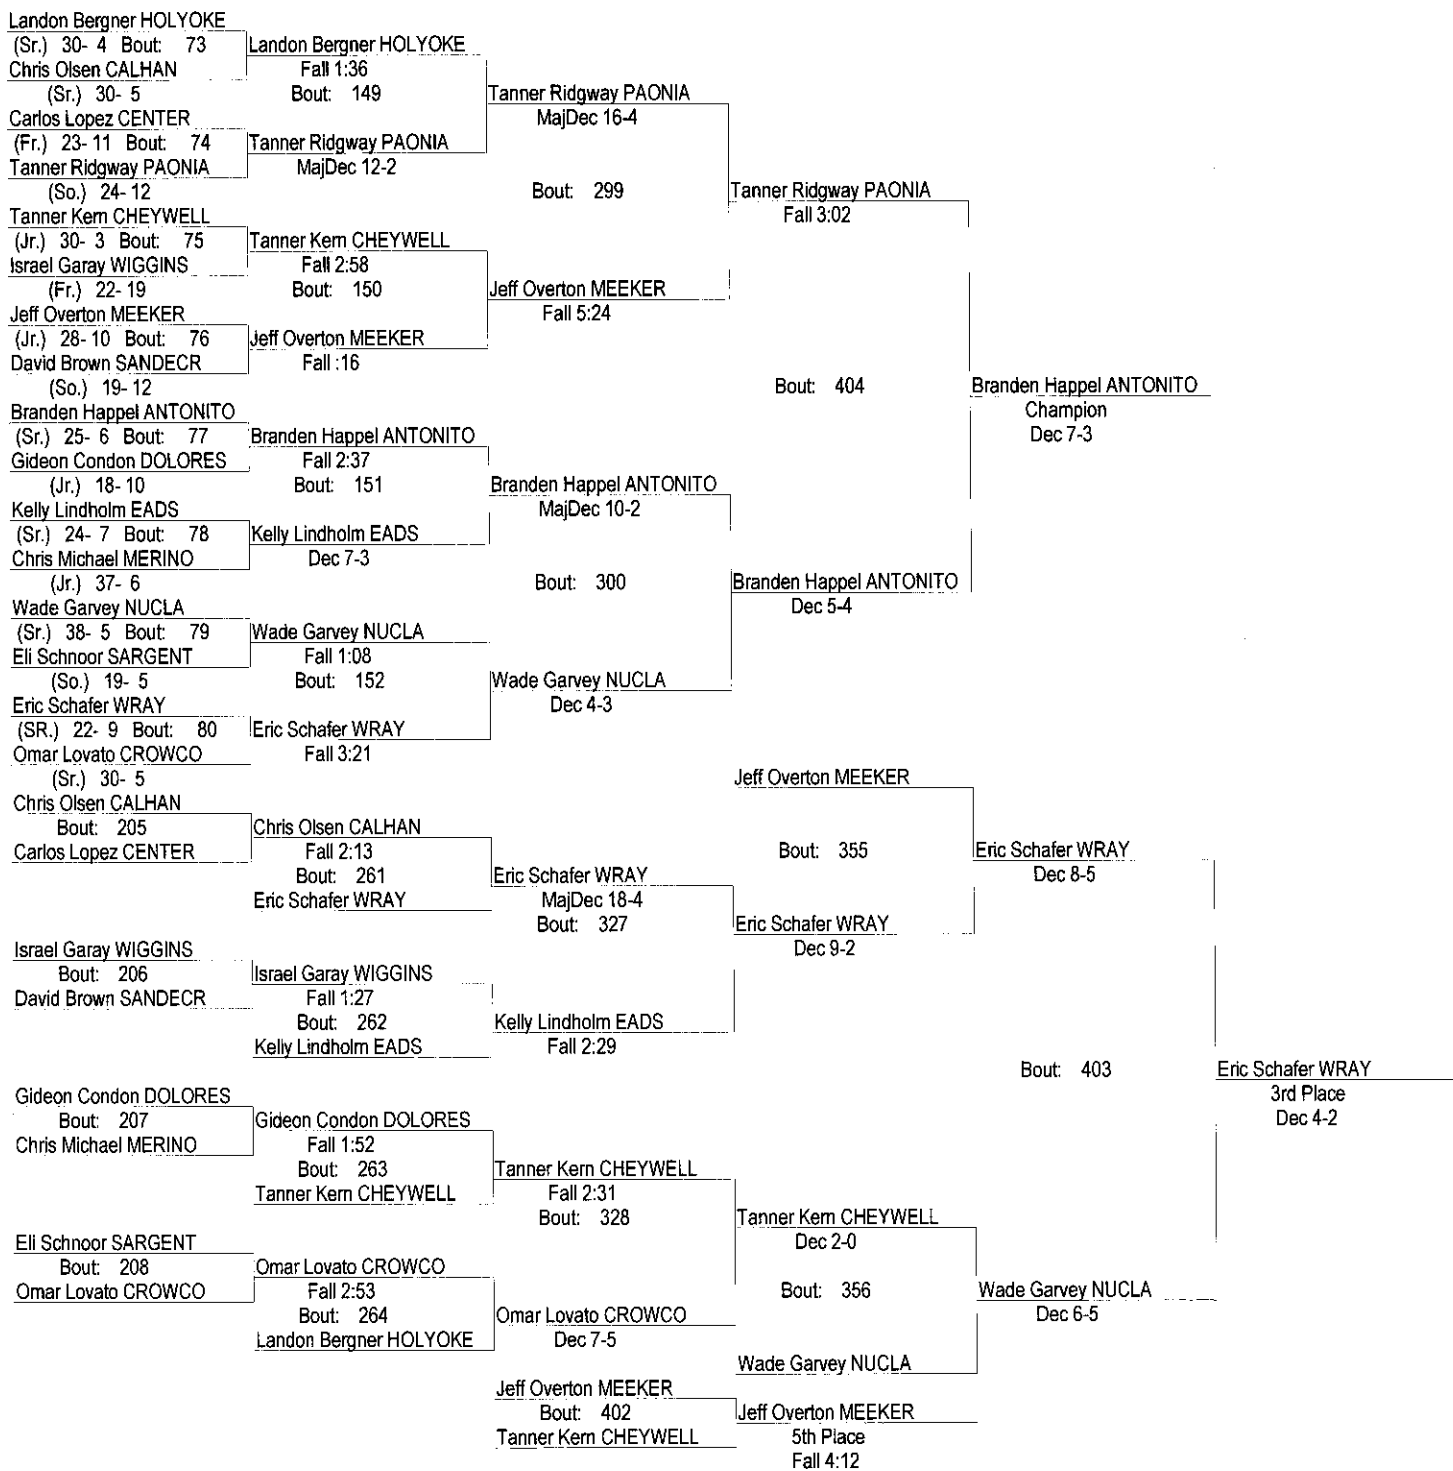 Landon Bergner HOLYOKE
(Sr.) 30- 4 Bout: 73
Chris Olsen CALHAN
(Sr.) 30- 5
Carlos Lopez CENTER
(Fr.) 23- 11 Bout: 74
Tanner Ridgway PAONIA
(So.) 24- 12
Tanner Kern CHEYWELL
(Jr.) 30- 3 Bout: 75
Israel Garay WIGGINS
(Fr.) 22- 19
Jeff Overton MEEKER
(Jr.) 28- 10 Bout: 76
David Brown SANDECR
(So.) 19- 12
Branden Happel ANTONITO
(Sr.) 25- 6 Bout: 77
Gideon Condon DOLORES
(Jr.) 18- 10
Kelly Lindholm EADS
(Sr.) 24- 7 Bout: 78
Chris Michael MERINO
(Jr.) 37- 6
Wade Garvey NUCLA
(Sr.) 38- 5 Bout: 79
Eli Schnoor SARGENT
(So.) 19- 5
Eric Schafer WRAY
(SR.) 22- 9 Bout: 80
Omar Lovato CROWCO
(Sr.) 30- 5
Landon Bergner HOLYOKE
Fall 1:36
Bout: 149
Tanner Ridgway PAONIA
MajDec 12-2
Tanner Kern CHEYWELL
Fall 2:58
Bout: 150
Jeff Overton MEEKER
Fall :16
Branden Happel ANTONITO
Fall 2:37
Bout: 151
Kelly Lindholm EADS
Dec 7-3
Wade Garvey NUCLA
Fall 1:08
Bout: 152
Eric Schafer WRAY
Fall 3:21
Tanner Ridgway PAONIA
MajDec 16-4
Bout: 299
Jeff Overton MEEKER
Fall 5:24
Branden Happel ANTONITO
MajDec 10-2
Bout: 300
Wade Garvey NUCLA
Dec 4-3
Tanner Ridgway PAONIA
Fall 3:02
Bout: 404
Branden Happel ANTONITO
Dec 5-4
Branden Happel ANTONITO
Champion
Dec 7-3
Chris Olsen CALHAN
Bout: 205
Carlos Lopez CENTER
Israel Garay WIGGINS
Bout: 206
David Brown SANDECR
Gideon Condon DOLORES
Bout: 207
Chris Michael MERINO
Eli Schnoor SARGENT
Bout: 208
Omar Lovato CROWCO
Chris Olsen CALHAN
Fall 2:13
Bout: 261
Eric Schafer WRAY
Israel Garay WIGGINS
Fall 1:27
Bout: 262
Kelly Lindholm EADS
Gideon Condon DOLORES
Fall 1:52
Bout: 263
Tanner Kern CHEYWELL
Omar Lovato CROWCO
Fall 2:53
Bout: 264
Landon Bergner HOLYOKE
Eric Schafer WRAY
MajDec 18-4
Bout: 327
Kelly Lindholm EADS
Fall 2:29
Tanner Kern CHEYWELL
Fall 2:31
Bout: 328
Omar Lovato CROWCO
Dec 7-5
Jeff Overton MEEKER
Bout: 355
Eric Schafer WRAY
Dec 9-2
Tanner Kern CHEYWELL
Dec 2-0
Bout: 356
Wade Garvey NUCLA
Eric Schafer WRAY
Dec 8-5
Bout: 403
Wade Garvey NUCLA
Dec 6-5
Eric Schafer WRAY
3rd Place
Dec 4-2
Jeff Overton MEEKER
Bout: 402
Tanner Kern CHEYWELL
Jeff Overton MEEKER
5th Place
Fall 4:12